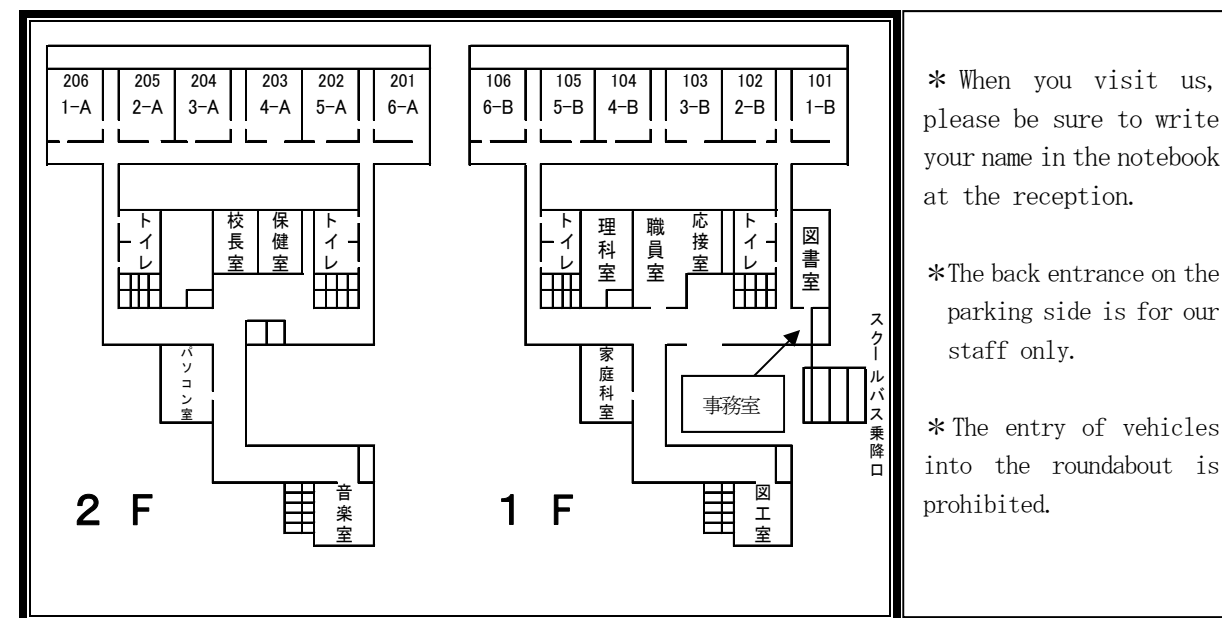 206 205 204 203 202 201
1-A 2-A 3-A 4-A 5-A 6-A
トイレ
校長室
保健室
トイレ
パソコン室
音楽室
2 F
106 105 104 103 102 101
6-B 5-B 4-B 3-B 2-B 1-B
トイレ
理科室
職員室
応接室
トイレ
図書室
家庭科室
事務室
スクールバス乗降口
図工室
1 F
* When you visit us,
please be sure to write
your name in the notebook
at the reception.
*The back entrance on the
parking side is for our
staff only.
* The entry of vehicles
into the roundabout is
prohibited.